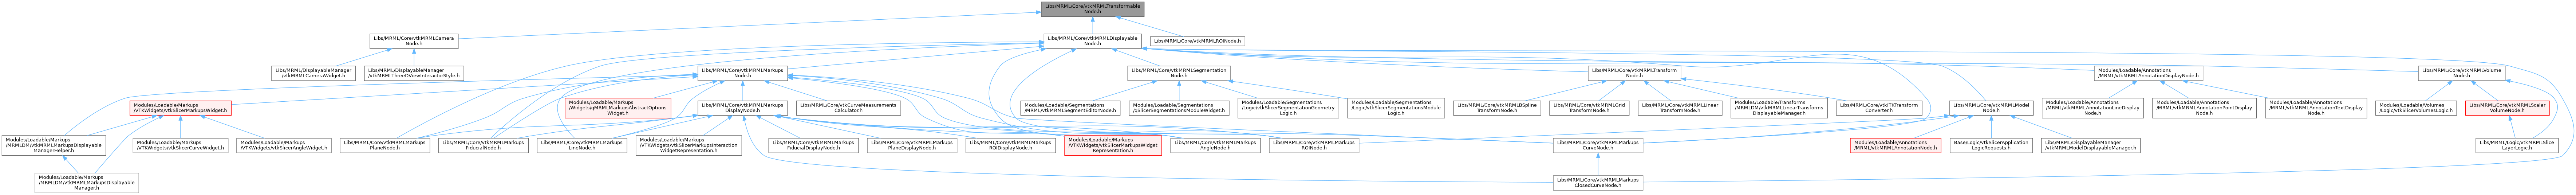 Libs/MRML/Core/vtkMRMLTransformable
Node.h
Libs/MRML/Core/vtkMRMLCamera
Node.h
Libs/MRML/Core/vtkMRMLDisplayable
Node.h
Libs/MRML/Core/vtkMRMLROINode.h
Libs/MRML/DisplayableManager
/vtkMRMLCameraWidget.h
Libs/MRML/DisplayableManager
/vtkMRMLThreeDViewInteractorStyle.h
Libs/MRML/Core/vtkMRMLMarkups
Node.h
Libs/MRML/Core/vtkMRMLSegmentation
Node.h
Libs/MRML/Core/vtkMRMLTransform
Node.h
Modules/Loadable/Annotations
/MRML/vtkMRMLAnnotationDisplayNode.h
Libs/MRML/Core/vtkMRMLVolume
Node.h
Modules/Loadable/Markups
/VTKWidgets/vtkSlicerMarkupsWidget.h
Modules/Loadable/Markups
/Widgets/qMRMLMarkupsAbstractOptions
Widget.h
Libs/MRML/Core/vtkMRMLMarkups
DisplayNode.h
Libs/MRML/Core/vtkCurveMeasurements
Calculator.h
Modules/Loadable/Segmentations
/MRML/vtkMRMLSegmentEditorNode.h
Modules/Loadable/Segmentations
/qSlicerSegmentationsModuleWidget.h
Modules/Loadable/Segmentations
/Logic/vtkSlicerSegmentationGeometry
Logic.h
Modules/Loadable/Segmentations
/Logic/vtkSlicerSegmentationsModule
Logic.h
Libs/MRML/Core/vtkMRMLBSpline
TransformNode.h
Libs/MRML/Core/vtkMRMLGrid
TransformNode.h
Libs/MRML/Core/vtkMRMLLinear
TransformNode.h
Modules/Loadable/Transforms
/MRMLDM/vtkMRMLLinearTransforms
DisplayableManager.h
Libs/MRML/Core/vtkITKTransform
Converter.h
Libs/MRML/Core/vtkMRMLModel
Node.h
Modules/Loadable/Annotations
/MRML/vtkMRMLAnnotationLineDisplay
Node.h
Modules/Loadable/Annotations
/MRML/vtkMRMLAnnotationPointDisplay
Node.h
Modules/Loadable/Annotations
/MRML/vtkMRMLAnnotationTextDisplay
Node.h
Modules/Loadable/Volumes
/Logic/vtkSlicerVolumesLogic.h
Libs/MRML/Core/vtkMRMLScalar
VolumeNode.h
Modules/Loadable/Markups
/MRMLDM/vtkMRMLMarkupsDisplayable
ManagerHelper.h
Modules/Loadable/Markups
/VTKWidgets/vtkSlicerCurveWidget.h
Modules/Loadable/Markups
/VTKWidgets/vtkSlicerAngleWidget.h
Libs/MRML/Core/vtkMRMLMarkups
PlaneNode.h
Libs/MRML/Core/vtkMRMLMarkups
FiducialNode.h
Libs/MRML/Core/vtkMRMLMarkups
LineNode.h
Modules/Loadable/Markups
/VTKWidgets/vtkSlicerMarkupsInteraction
WidgetRepresentation.h
Libs/MRML/Core/vtkMRMLMarkups
FiducialDisplayNode.h
Libs/MRML/Core/vtkMRMLMarkups
PlaneDisplayNode.h
Libs/MRML/Core/vtkMRMLMarkups
ROIDisplayNode.h
Modules/Loadable/Markups
/VTKWidgets/vtkSlicerMarkupsWidget
Representation.h
Libs/MRML/Core/vtkMRMLMarkups
AngleNode.h
Libs/MRML/Core/vtkMRMLMarkups
ROINode.h
Libs/MRML/Core/vtkMRMLMarkups
CurveNode.h
Modules/Loadable/Annotations
/MRML/vtkMRMLAnnotationNode.h
Base/Logic/vtkSlicerApplication
LogicRequests.h
Libs/MRML/DisplayableManager
/vtkMRMLModelDisplayableManager.h
Libs/MRML/Logic/vtkMRMLSlice
LayerLogic.h
Modules/Loadable/Markups
/MRMLDM/vtkMRMLMarkupsDisplayable
Manager.h
Libs/MRML/Core/vtkMRMLMarkups
ClosedCurveNode.h